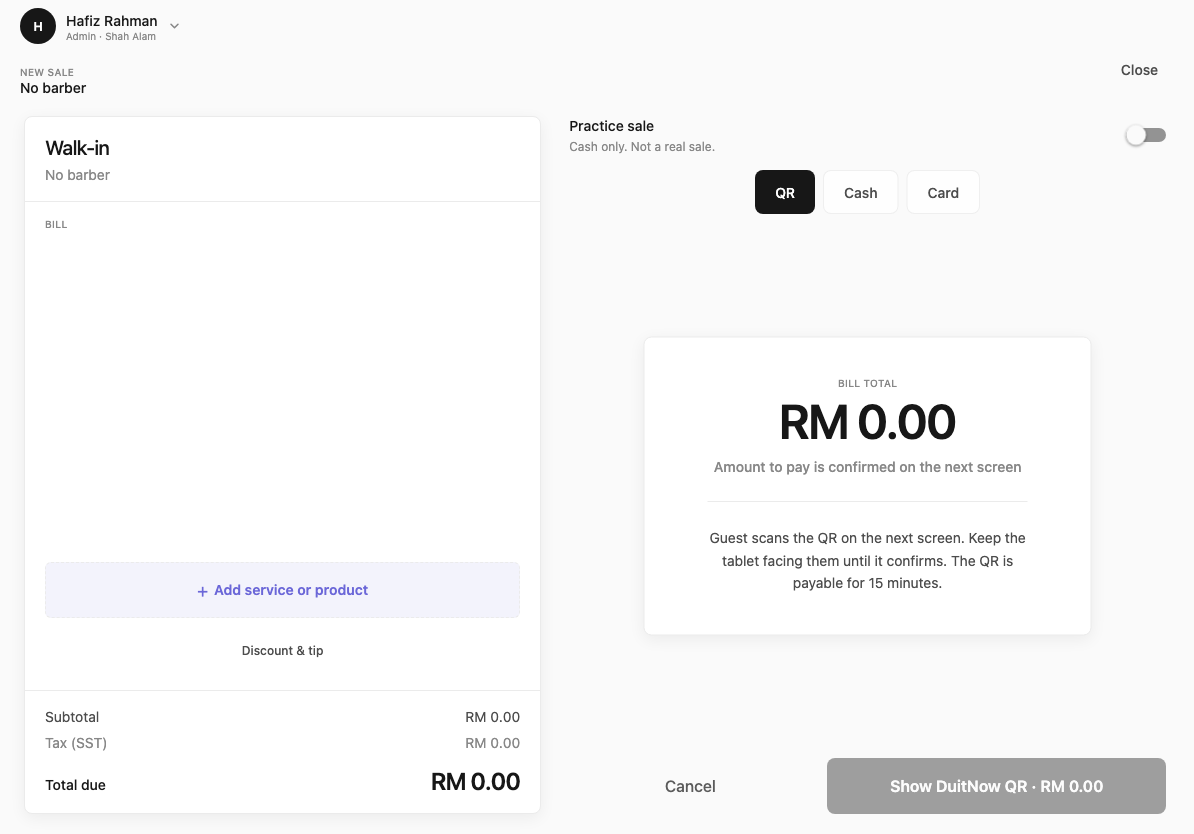 H
Hafiz Rahman
Admin · Shah Alam
NEW SALE
No barber
Close
Walk-in
No barber
BILL
+ Add service or product
Discount & tip
Subtotal RM 0.00
Tax (SST) RM 0.00
Total due RM 0.00
Practice sale
Cash only. Not a real sale.
QR Cash Card
BILL TOTAL
RM 0.00
Amount to pay is confirmed on the next screen
Guest scans the QR on the next screen. Keep the
tablet facing them until it confirms. The QR is
payable for 15 minutes.
Cancel
Show DuitNow QR · RM 0.00